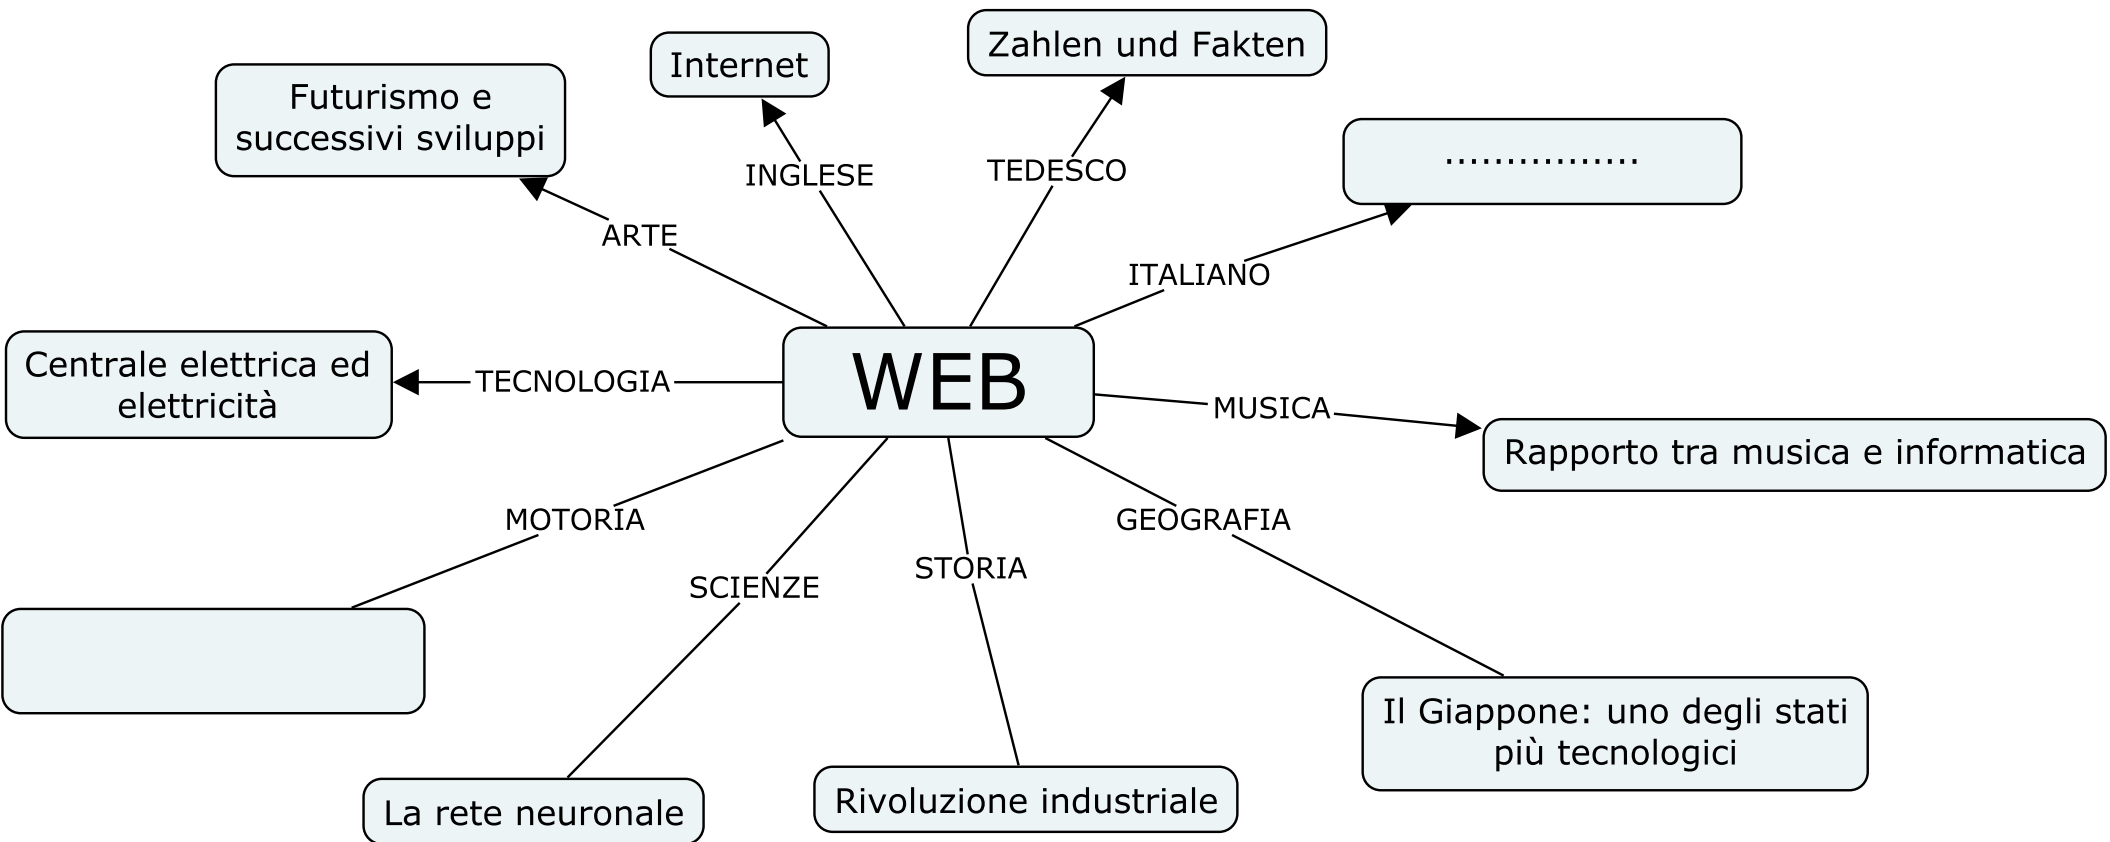 Zahlen und Fakten
Internet
Futurismo e
successivi sviluppi
................
INGLESE
TEDESCO
ARTE
ITALIANO
Centrale elettrica ed
elettricità
TECNOLOGIA
WEB
MUSICA
Rapporto tra musica e informatica
MOTORIA
GEOGRAFIA
SCIENZE
STORIA
Il Giappone: uno degli stati
più tecnologici
La rete neuronale
Rivoluzione industriale